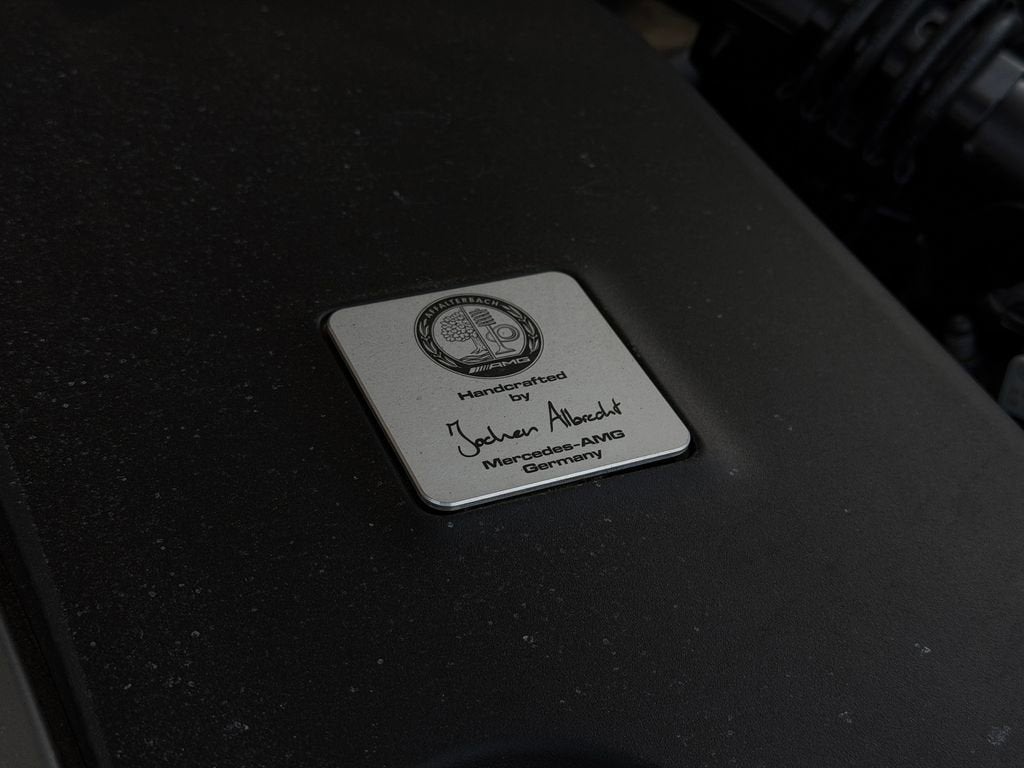 AFFALTERBACH
AMG
Handcrafted
by
Jochen Albrecht
Mercedes-AMG
Germany